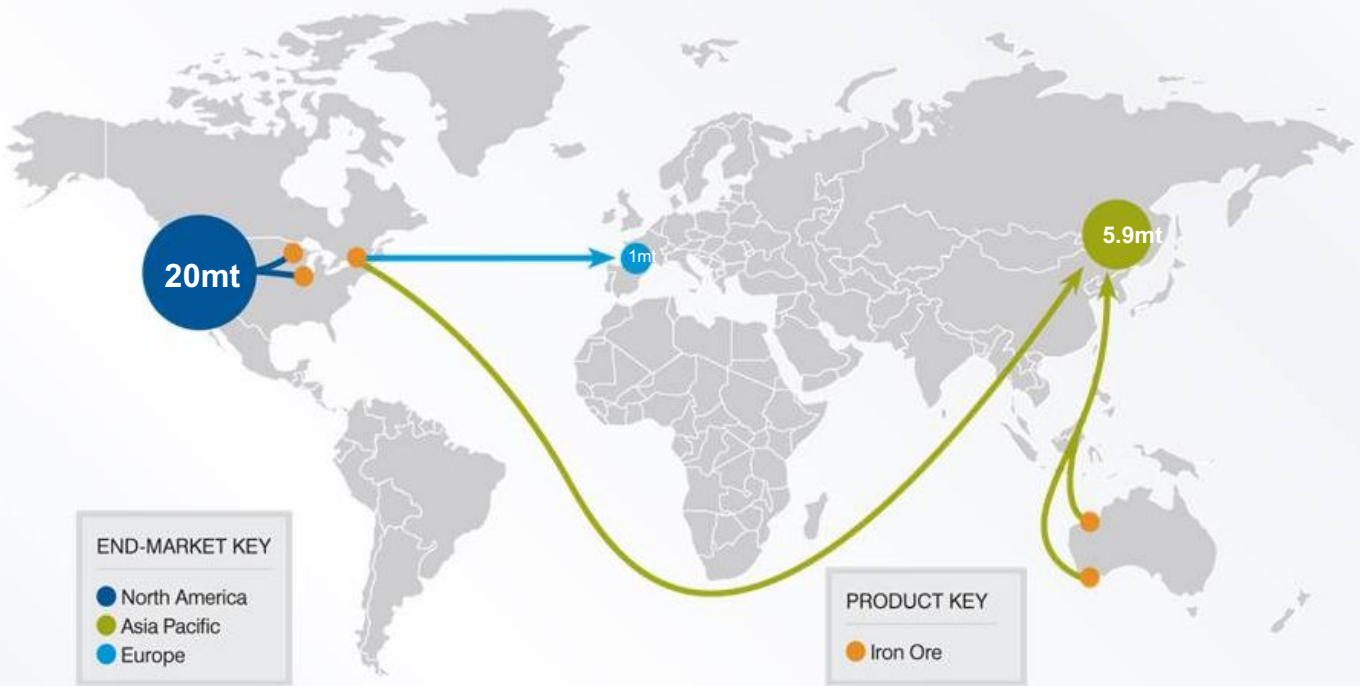 20mt
1mt
5.9mt
END-MARKET KEY
North America
Asia Pacific
Europe
PRODUCT KEY
Iron Ore